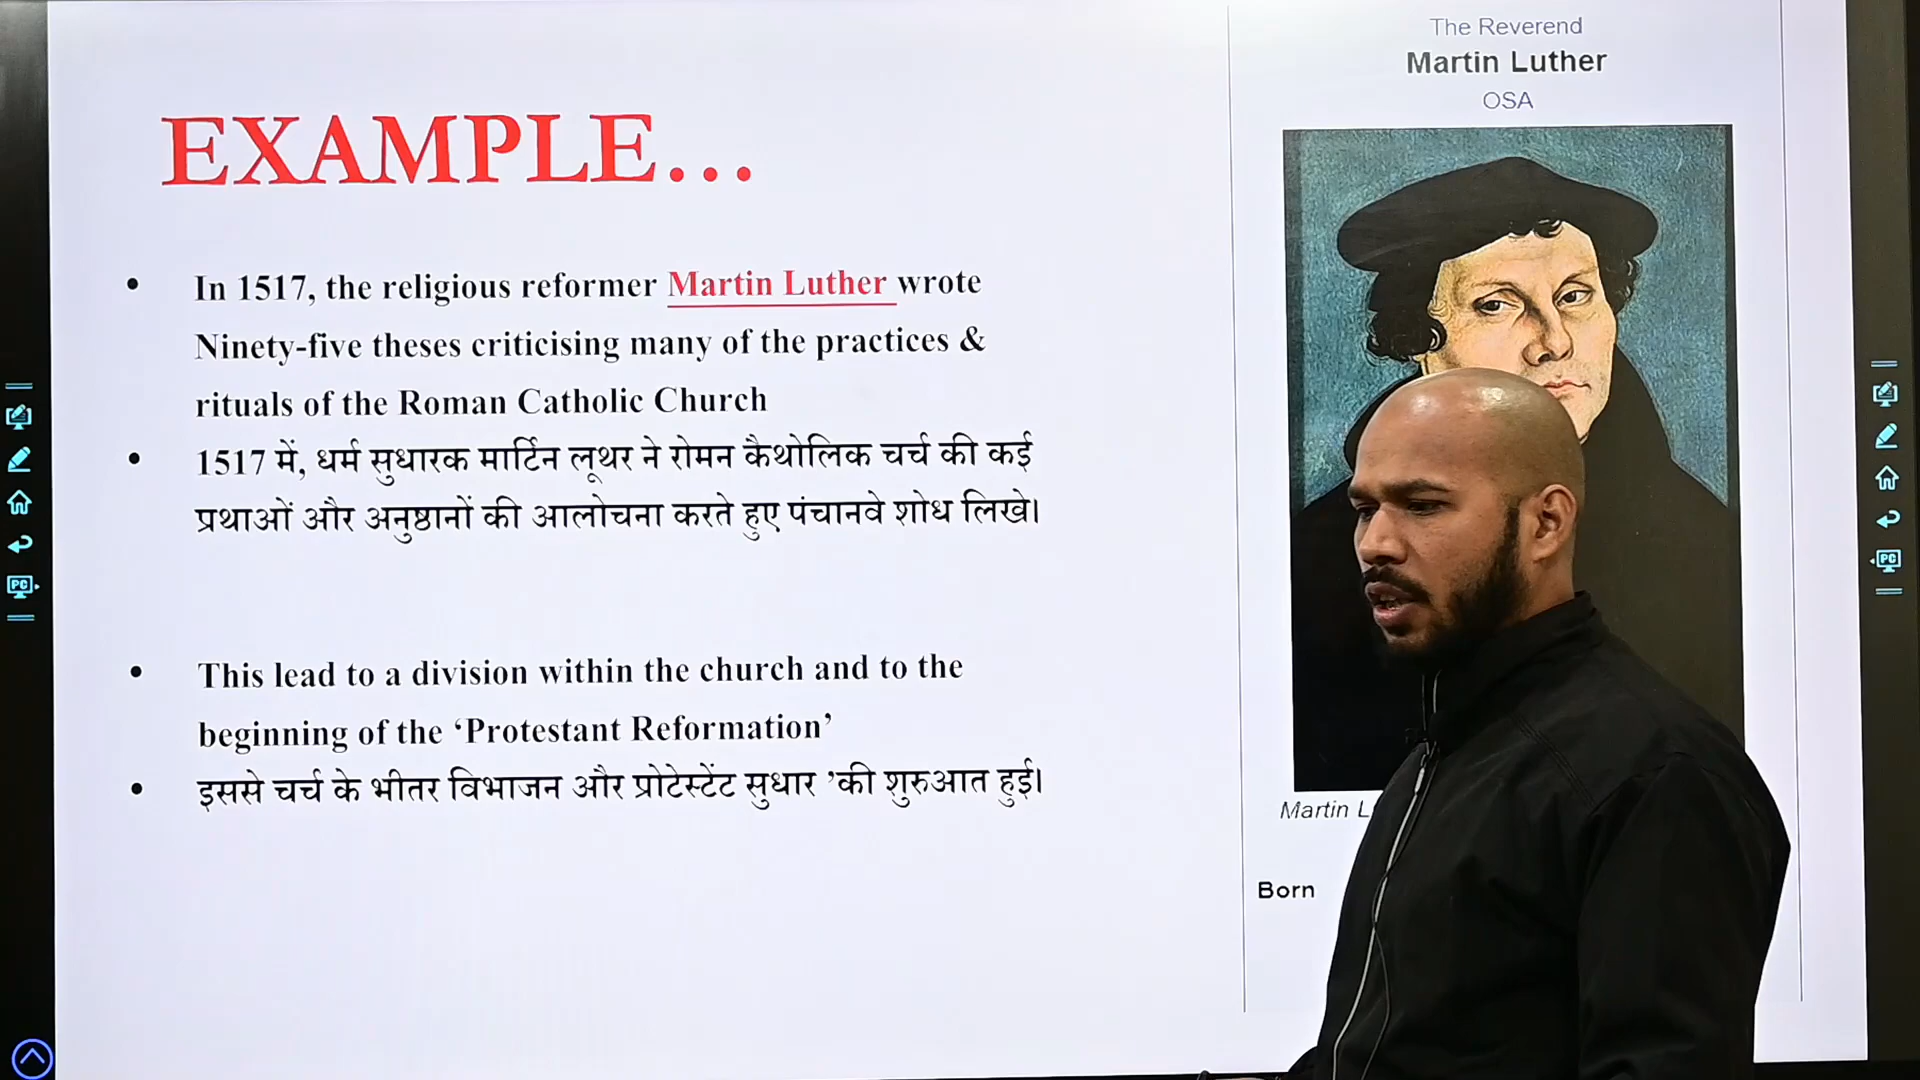 EXAMPLE...
• In 1517, the religious reformer Martin Luther wrote
Ninety-five theses criticising many of the practices &
rituals of the Roman Catholic Church
• 1517 में, धर्म सुधारक मार्टिन लूथर ने रोमन कैथोलिक चर्च की कई
प्रथाओं और अनुष्ठानों की आलोचना करते हुए पंचानवे शोध लिखे।
• This lead to a division within the church and to the
beginning of the ‘Protestant Reformation’
• इससे चर्च के भीतर विभाजन और प्रोटेस्टेंट सुधार ’की शुरुआत हुई।
The Reverend
Martin Luther
OSA
Martin
Born
PC
PC